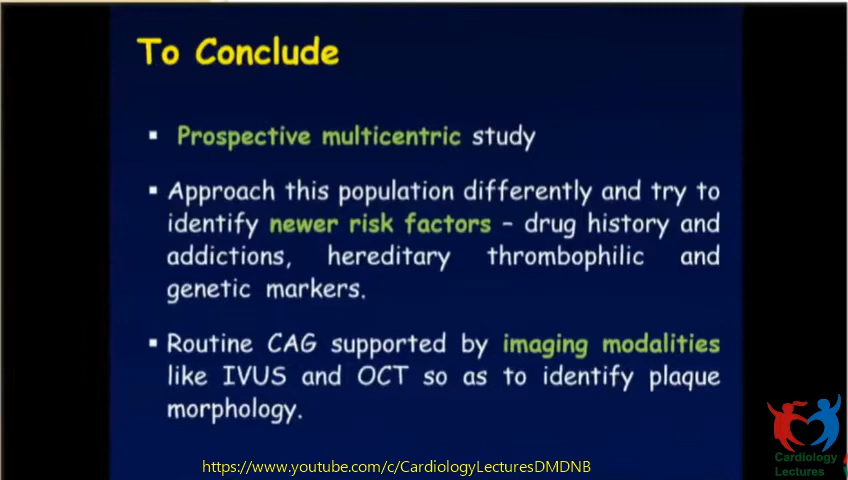 To Conclude
▪ Prospective multicentric study
▪ Approach this population differently and try to
identify newer risk factors – drug history and
addictions, hereditary thrombophilic and
genetic markers.
▪ Routine CAG supported by imaging modalities
like IVUS and OCT so as to identify plaque
morphology.
Cardiology
Lectures
https://www.youtube.com/c/CardiologyLecturesDMDNB